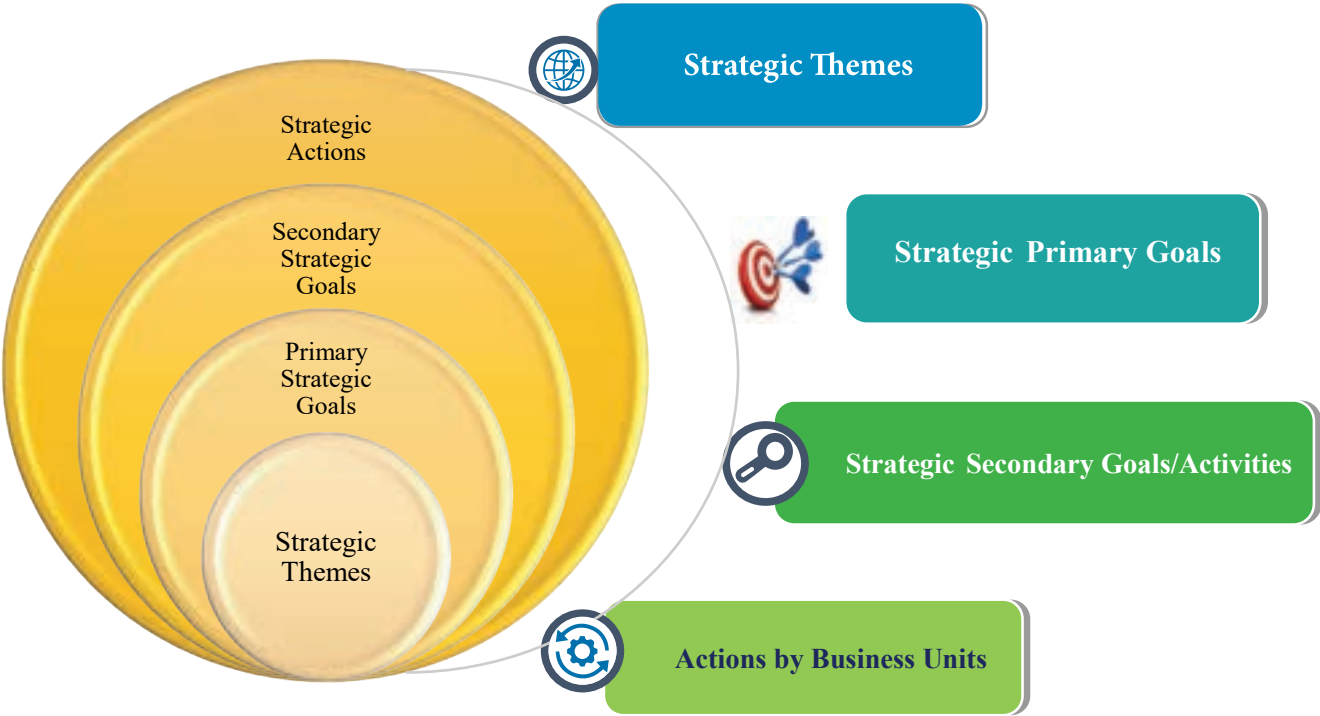 Strategic
Actions
Secondary
Strategic
Goals
Primary
Strategic
Goals
Strategic
Themes
Strategic Themes
Strategic Primary Goals
Strategic Secondary Goals/Activities
Actions by Business Units